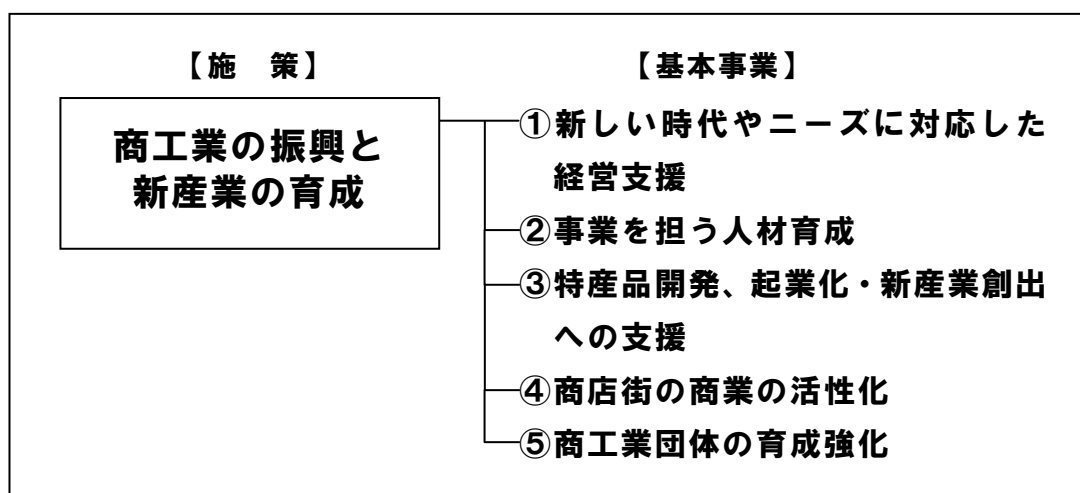 【施　策】
【基本事業】
商工業の振興と
新産業の育成
①新しい時代やニーズに対応した
経営支援
②事業を担う人材育成
③特産品開発、起業化・新産業創出
への支援
④商店街の商業の活性化
⑤商工業団体の育成強化